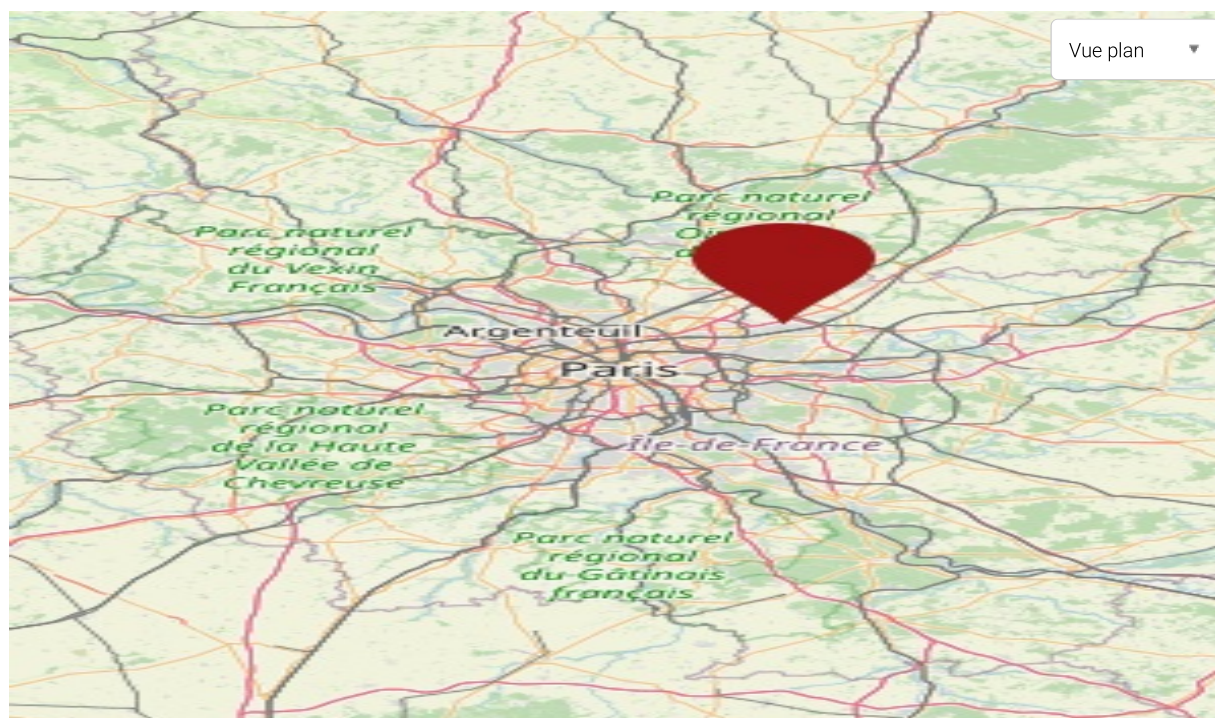 Vue plan
Parc naturel
régional
Parc naturel
régional
du Vexin
Français
Argenteuil
Paris
Parc naturel
régional
de la Haute
Vallée de
Chevreuse
Île-de-France
Parc naturel
régional
du Gâtinais
français